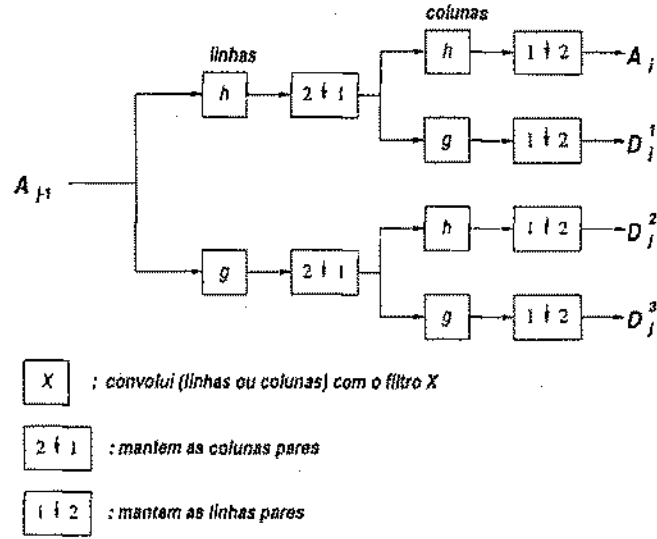 colunas
linhas
h 1 ↓ 2 A j
h 2 ↓ 1
g 1 ↓ 2 D j 1
A j-1
h 1 ↓ 2 D j 2
g 2 ↓ 1
g 1 ↓ 2 D j 3
X : convolui (linhas ou colunas) com o filtro X
2 ↓ 1 : mantem as colunas pares
1 ↓ 2 : mantem as linhas pares